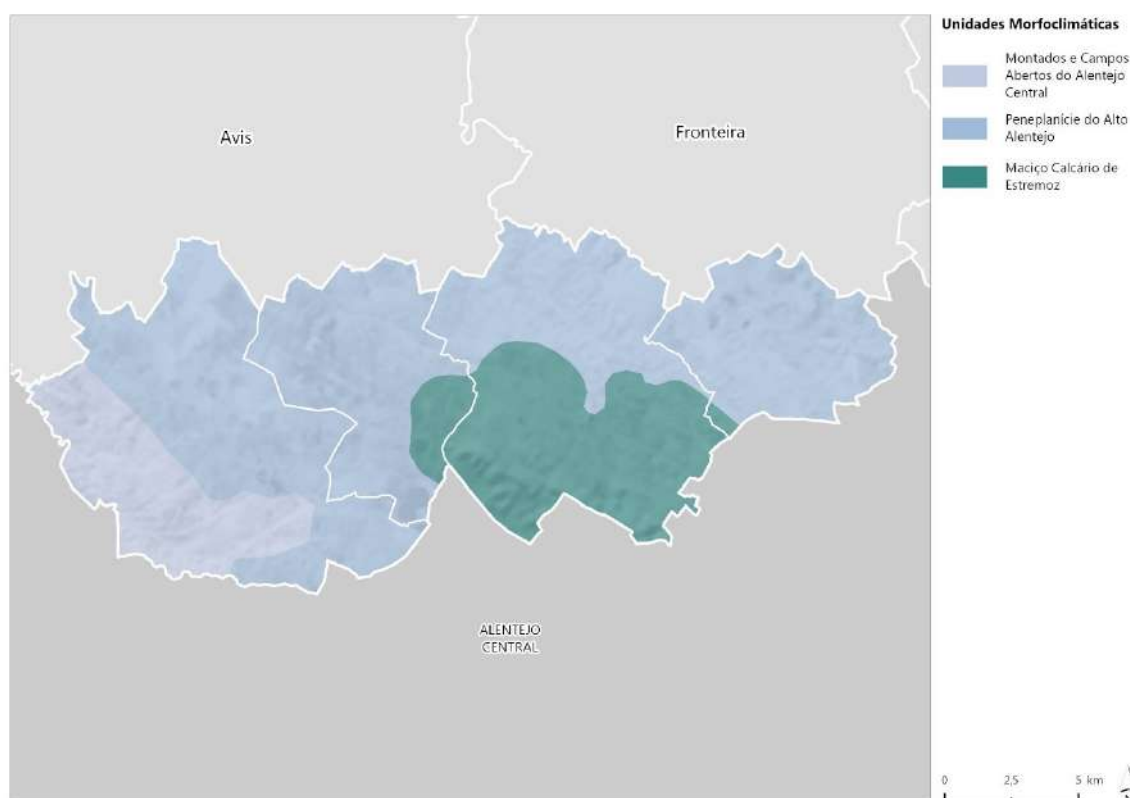 Unidades Morfoclimáticas
Montados e Campos
Abertos do Alentejo
Central
Peneplanície do Alto
Alentejo
Maciço Calcário de
Estremoz
Avis
Fronteira
ALENTEJO
CENTRAL
0 2,5 5 km